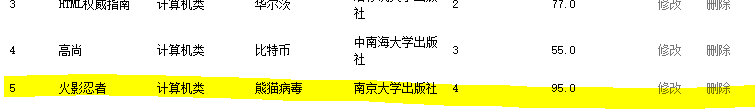 3 HTML权威指南 计算机类 华尔茨 社 2 77.0 修改 删除
4 高尚 计算机类 比特币 中南海大学出版 3 55.0 修改 删除
社
5 火影忍者 计算机类 熊猫病毒 南京大学出版社 4 95.0 修改 删除